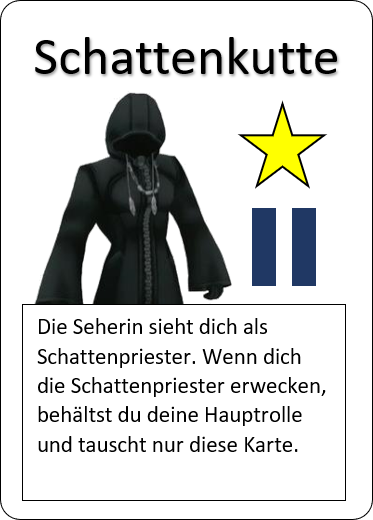 Schattenkutte
Die Seherin sieht dich als
Schattenpriester. Wenn dich
die Schattenpriester erwecken,
behältst du deine Hauptrolle
und tauscht nur diese Karte.